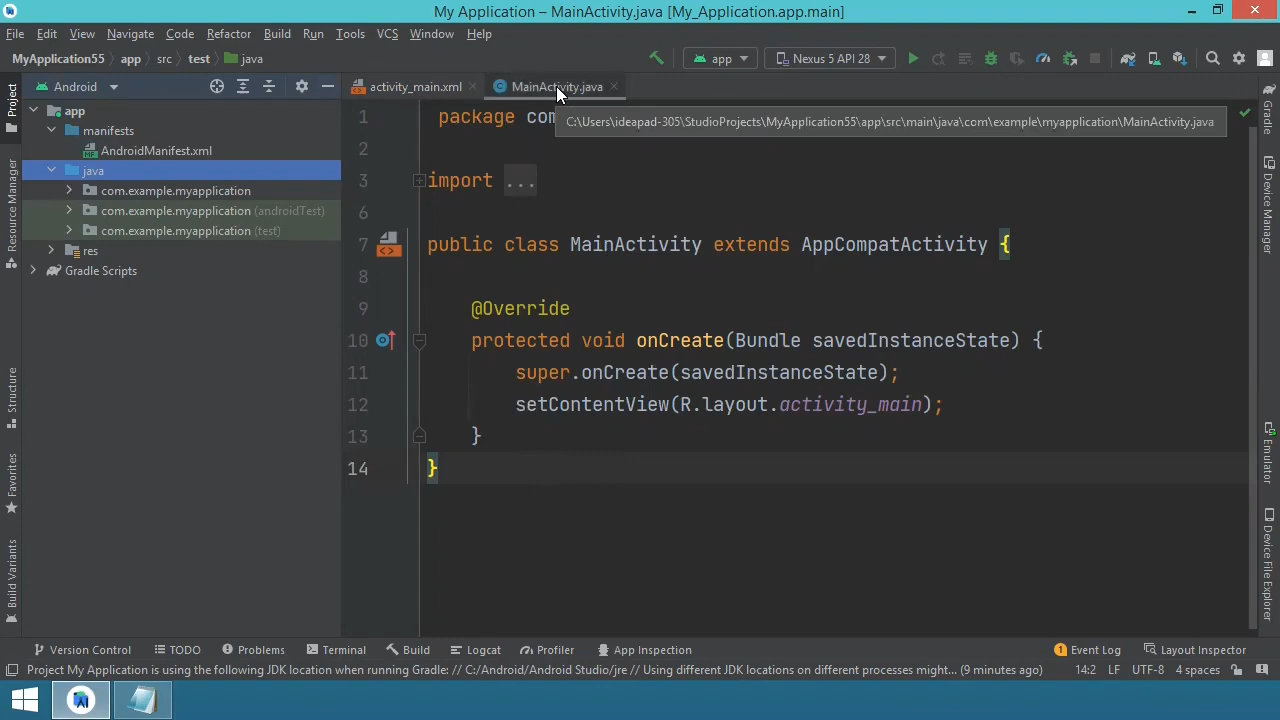 My Application – MainActivity.java [My_Application.app.main]
File Edit View Navigate Code Refactor Build Run Tools VCS Window Help
MyApplication55 app src test java app Nexus 5 API 28
Project
Android
activity_main.xml
MainActivity.java
C:\Users\ideapad-305\StudioProjects\MyApplication55\app\src\main\java\com\example\myapplication\MainActivity.java
app
manifests
AndroidManifest.xml
java
com.example.myapplication
com.example.myapplication (androidTest)
com.example.myapplication (test)
res
Gradle Scripts
Resource Manager
Structure
Favorites
Build Variants
1 package com
2
3 import ...
6
7 public class MainActivity extends AppCompatActivity {
8
9 @Override
10 protected void onCreate(Bundle savedInstanceState) {
11 super.onCreate(savedInstanceState);
12 setContentView(R.layout.activity_main);
13 }
14 }
Gradle
Device Manager
Emulator
Device File Explorer
Version Control TODO Problems Terminal Build Logcat Profiler App Inspection 1 Event Log Layout Inspector
Project My Application is using the following JDK location when running Gradle: // C:/Android/Android Studio/jre // Using different JDK locations on different processes might... (9 minutes ago) 14:2 LF UTF-8 4 spaces